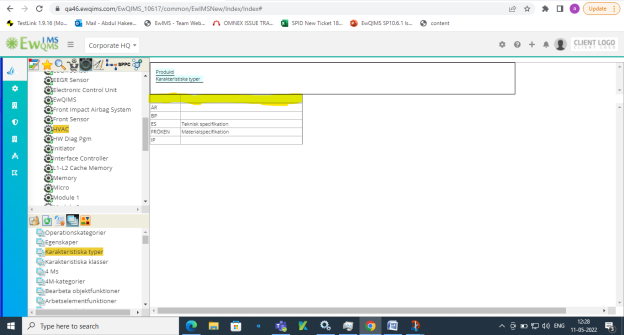 qa46.ewqims.com/EwQIMS_10617/common/EwIMSNew/Index/Index#
Update
TestLink 1.9.16 (Mo...
Mail - Abdul Hakee...
EwIMS - Team Web...
OMNEX ISSUE TRA...
SPID New Ticket 18...
EwQIMS SP10.6.1 Is...
content
EwIMS
QIMS
Corporate HQ
CLIENT LOGO
SPPC
EEGR Sensor
Electronic Control Unit
EwQIMS
Front Impact Airbag System
Front Sensor
HVAC
HW Diag Pgm
Initiator
Interface Controller
L1-L2 Cache Memory
Memory
Micro
Module 1
Operationskategorier
Egenskaper
Karakteristiska typer
Karakteristiska klasser
4 Ms
4M-kategorier
Bearbeta objektfunktioner
Arbetselementfunktioner
Produkt
Karakteristiska typer
AR
BP
ES Teknisk specifikation
FRÖKEN Materialspecifikation
IP
Type here to search
12:28
ENG
11-05-2022